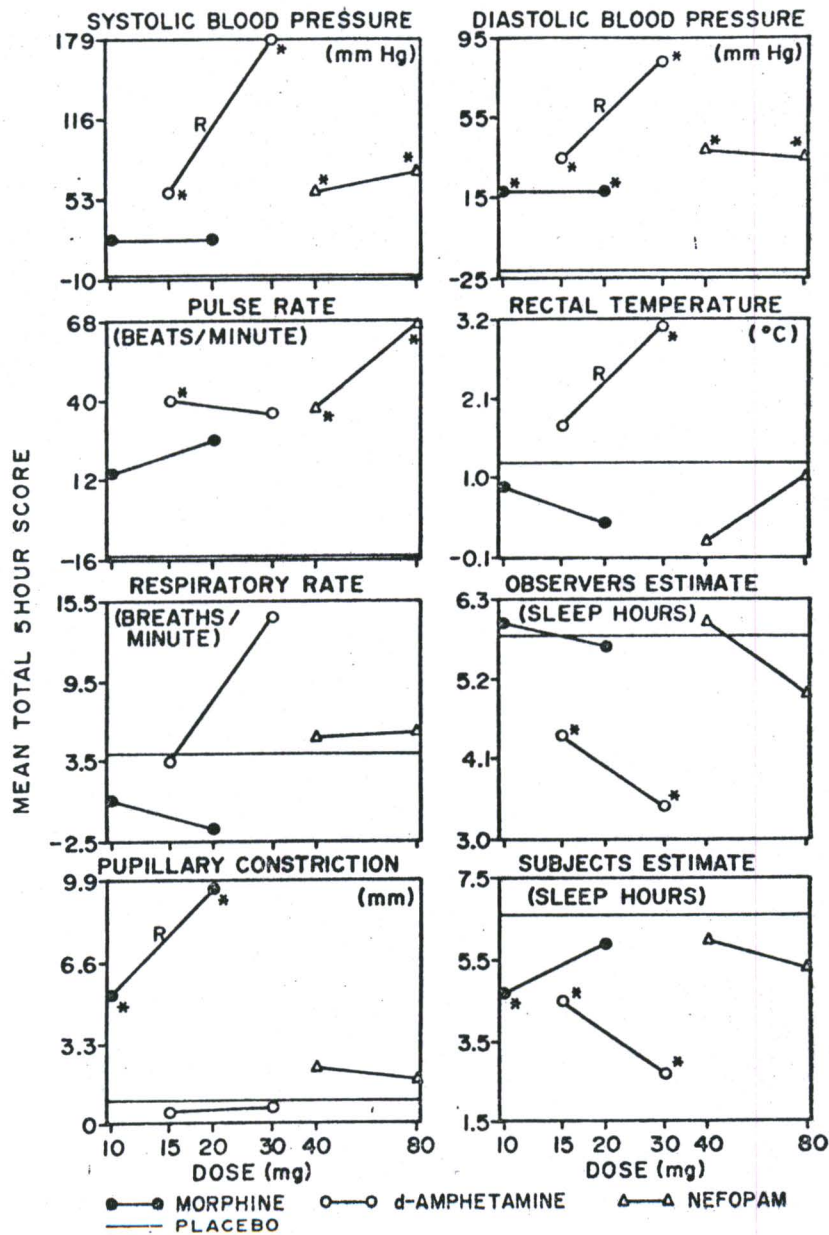 SYSTOLIC BLOOD PRESSURE
179
116
53
-10
(mm Hg)
R
*
*
*
*
DIASTOLIC BLOOD PRESSURE
95
55
15
-25
(mm Hg)
R
*
*
*
*
*
*
PULSE RATE
68
40
12
-16
(BEATS/MINUTE)
*
*
*
RECTAL TEMPERATURE
3.2
2.1
1.0
-0.1
(°C)
R
*
RESPIRATORY RATE
15.5
9.5
3.5
-2.5
(BREATHS/
MINUTE)
OBSERVERS ESTIMATE
6.3
5.2
4.1
3.0
(SLEEP HOURS)
*
*
PUPILLARY CONSTRICTION
9.9
6.6
3.3
0
(mm)
R
*
*
10 15 20 30 40 80
DOSE (mg)
SUBJECTS ESTIMATE
7.5
5.5
3.5
1.5
(SLEEP HOURS)
*
*
*
10 15 20 30 40 80
DOSE (mg)
MEAN TOTAL 5HOUR SCORE
MORPHINE d-AMPHETAMINE NEFOPAM
PLACEBO